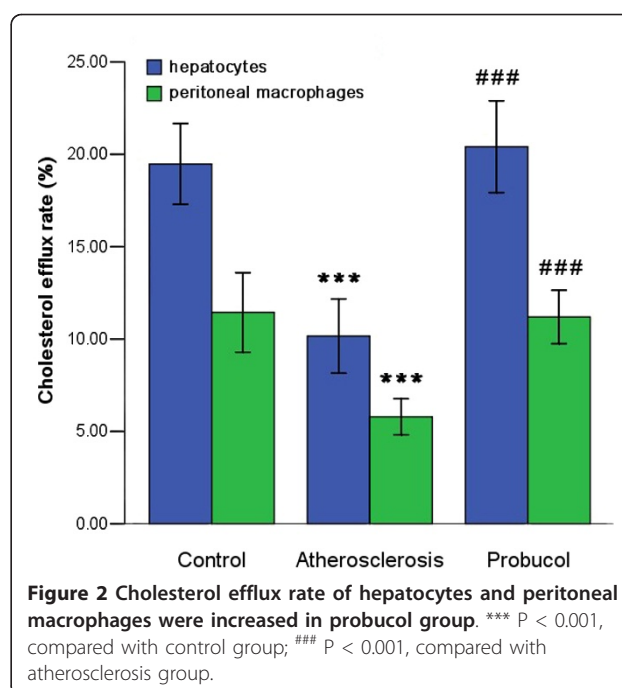 25.00
hepatocytes
peritoneal macrophages
###
20.00
Cholesterol efflux rate (%)
15.00
***
###
10.00
***
5.00
0.00
Control Atherosclerosis Probucol
Figure 2 Cholesterol efflux rate of hepatocytes and peritoneal
macrophages were increased in probucol group. *** P < 0.001,
compared with control group; ### P < 0.001, compared with
atherosclerosis group.